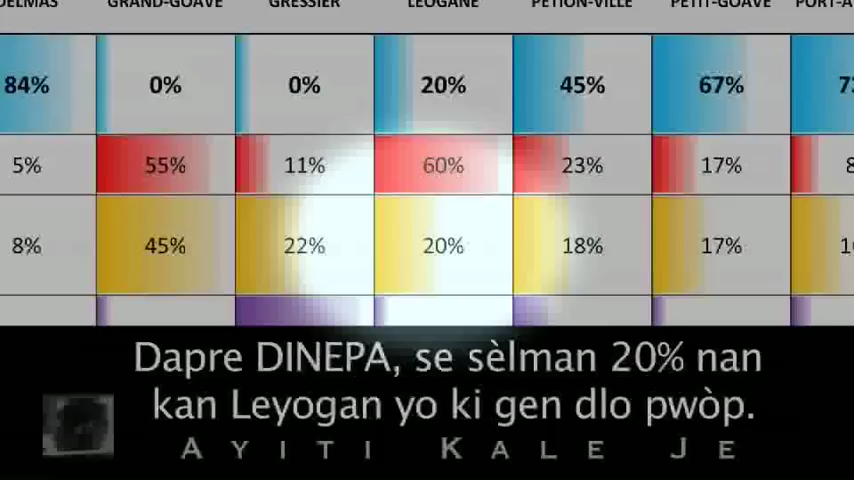 DELMAS GRAND-GOAVE GRESSIER LEOGANE PETION-VILLE PETIT-GOAVE
84% 0% 0% 20% 45% 67%
5% 55% 11% 60% 23% 17%
8% 45% 22% 20% 18% 17%
Dapre DINEPA, se sèlman 20% nan
kan Leyogan yo ki gen dlo pwòp.
AYITI KALE JE